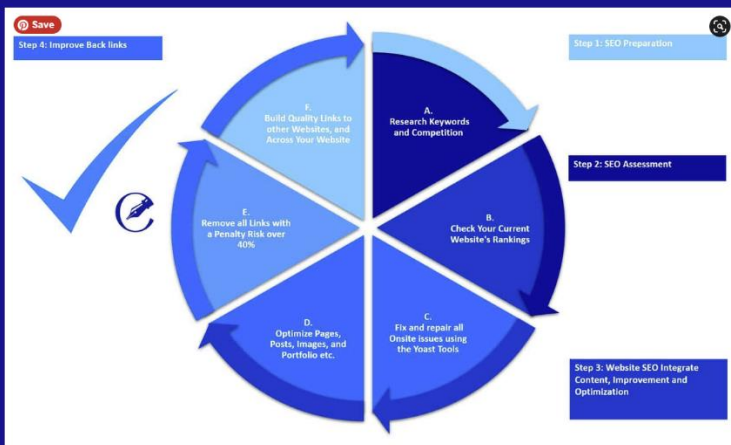 Save
Step 4: Improve Back links
Step 1: SEO Preparation
F.
Build Quality Links to
other Websites, and
Across Your Website
A.
Research Keywords
and Competition
Step 2: SEO Assessment
E.
Remove all Links with
a Penalty Risk over
40%
B.
Check Your Current
Website's Rankings
D.
Optimize Pages,
Posts, Images, and
Portfolio etc.
C.
Fix and repair all
Onsite issues using
the Yoast Tools
Step 3: Website SEO Integrate
Content, Improvement and
Optimization